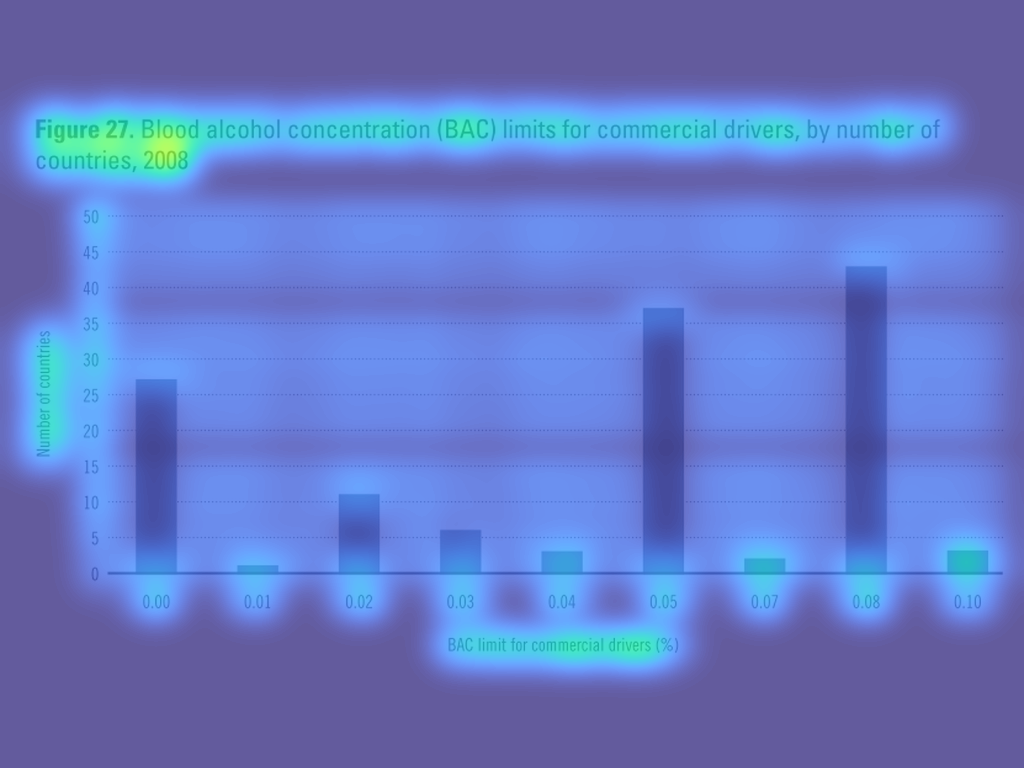 Figure 27. Blood alcohol concentration (BAC) limits for commercial drivers, by number of
countries, 2008
50
45
40
35
30
25
20
15
10
5
0
Number of countries
0.00 0.01 0.02 0.03 0.04 0.05 0.07 0.08 0.10
BAC limit for commercial drivers (%)